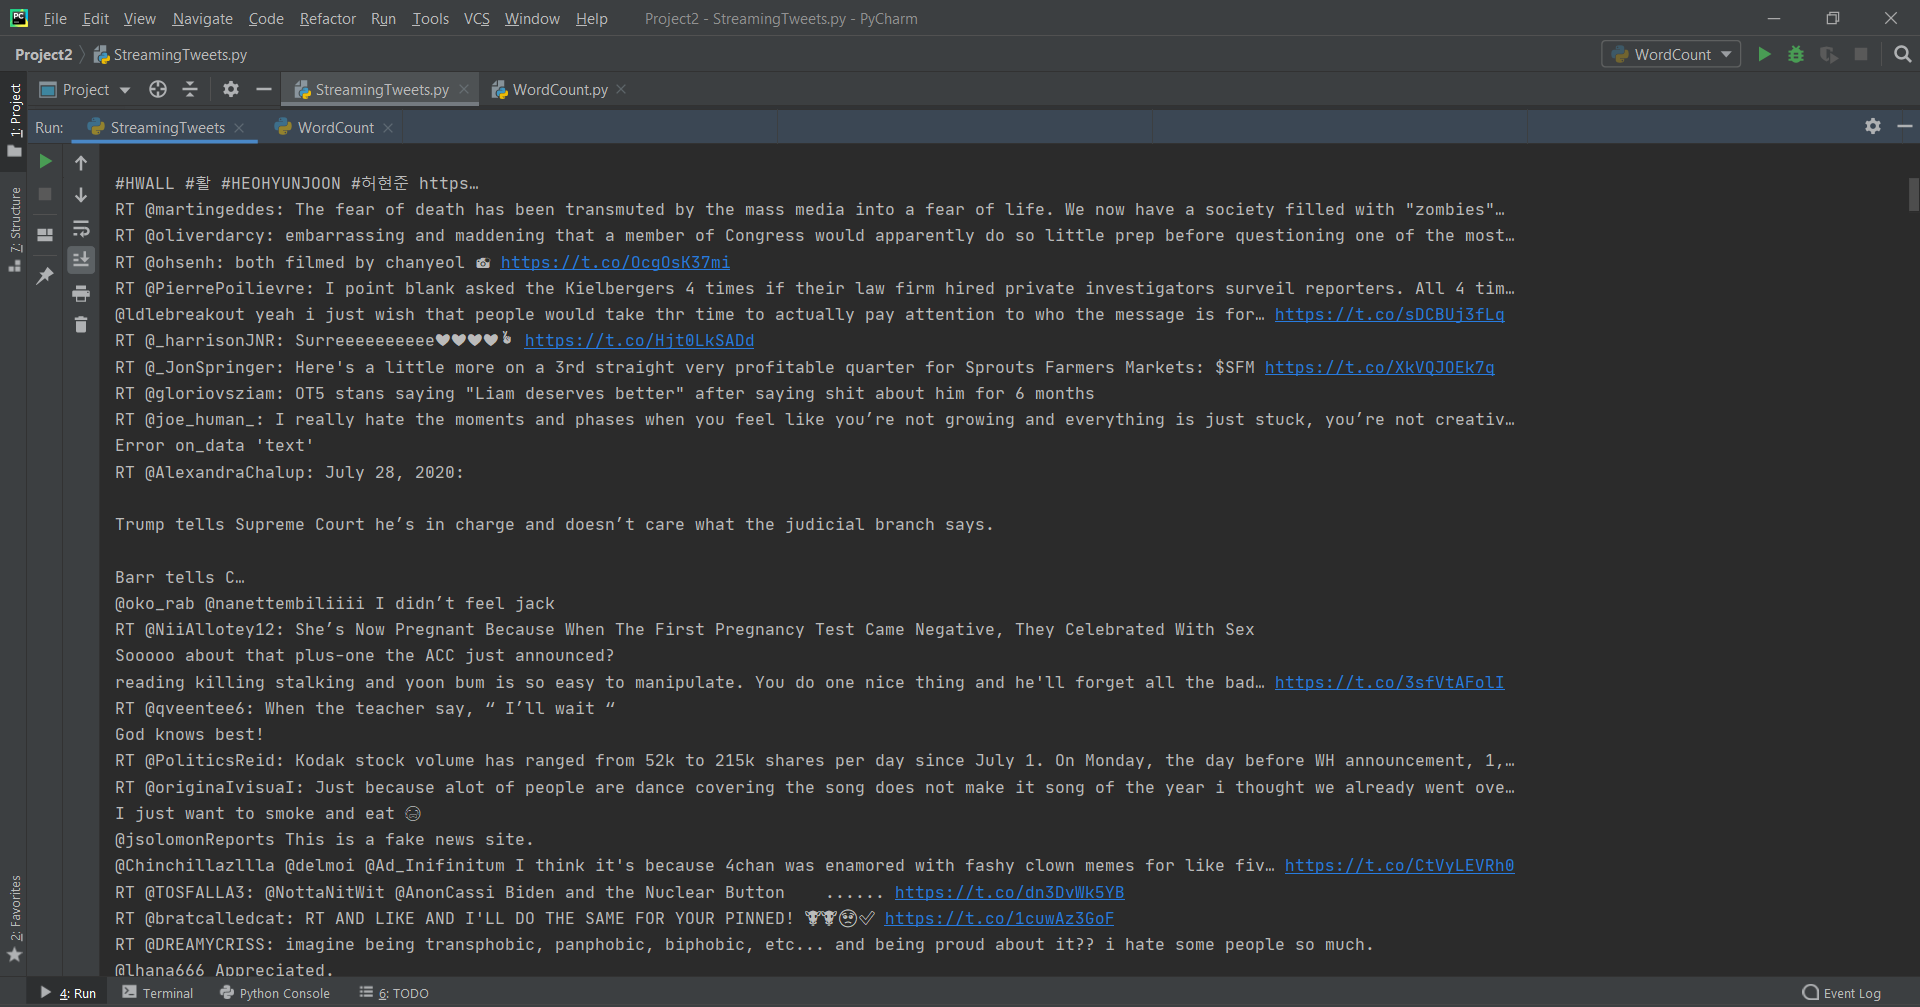 File Edit View Navigate Code Refactor Run Tools VCS Window Help Project2 - StreamingTweets.py - PyCharm
Project2 StreamingTweets.py WordCount
Project StreamingTweets.py WordCount.py
Run: StreamingTweets WordCount
1: Project
7: Structure
2: Favorites
#HWALL #활 #HEOHYUNJOON #허현준 https…
RT @martingeddes: The fear of death has been transmuted by the mass media into a fear of life. We now have a society filled with "zombies"…
RT @oliverdarcy: embarrassing and maddening that a member of Congress would apparently do so little prep before questioning one of the most…
RT @ohsenh: both filmed by chanyeol 📷 https://t.co/OcgOsK37mi
RT @PierrePoilievre: I point blank asked the Kielbergers 4 times if their law firm hired private investigators surveil reporters. All 4 tim…
@ldlebreakout yeah i just wish that people would take thr time to actually pay attention to who the message is for… https://t.co/sDCBUj3fLq
RT @_harrisonJNR: Surreeeeeeeeee🖤🖤🖤🖤👌 https://t.co/Hjt0LkSADd
RT @_JonSpringer: Here's a little more on a 3rd straight very profitable quarter for Sprouts Farmers Markets: $SFM https://t.co/XkVQJOEk7q
RT @gloriovsziam: OT5 stans saying "Liam deserves better" after saying shit about him for 6 months
RT @joe_human_: I really hate the moments and phases when you feel like you’re not growing and everything is just stuck, you’re not creativ…
Error on_data 'text'
RT @AlexandraChalup: July 28, 2020:
Trump tells Supreme Court he’s in charge and doesn’t care what the judicial branch says.
Barr tells C…
@oko_rab @nanettembiliiii I didn’t feel jack
RT @NiiAllotey12: She’s Now Pregnant Because When The First Pregnancy Test Came Negative, They Celebrated With Sex
Sooooo about that plus-one the ACC just announced?
reading killing stalking and yoon bum is so easy to manipulate. You do one nice thing and he'll forget all the bad… https://t.co/3sfVtAFolI
RT @qveentee6: When the teacher say, “ I’ll wait “
God knows best!
RT @PoliticsReid: Kodak stock volume has ranged from 52k to 215k shares per day since July 1. On Monday, the day before WH announcement, 1,…
RT @originaIvisuaI: Just because alot of people are dance covering the song does not make it song of the year i thought we already went ove…
I just want to smoke and eat 😔
@jsolomonReports This is a fake news site.
@Chinchillazllla @delmoi @Ad_Inifinitum I think it's because 4chan was enamored with fashy clown memes for like fiv… https://t.co/CtVyLEVRh0
RT @TOSFALLA3: @NottaNitWit @AnonCassi Biden and the Nuclear Button ...... https://t.co/dn3DvWk5YB
RT @bratcalledcat: RT AND LIKE AND I'LL DO THE SAME FOR YOUR PINNED! 🐮🐮🥺✅ https://t.co/1cuwAz3GoF
RT @DREAMYCRISS: imagine being transphobic, panphobic, biphobic, etc... and being proud about it?? i hate some people so much.
@lhana666 Appreciated.
4: Run Terminal Python Console 6: TODO Event Log